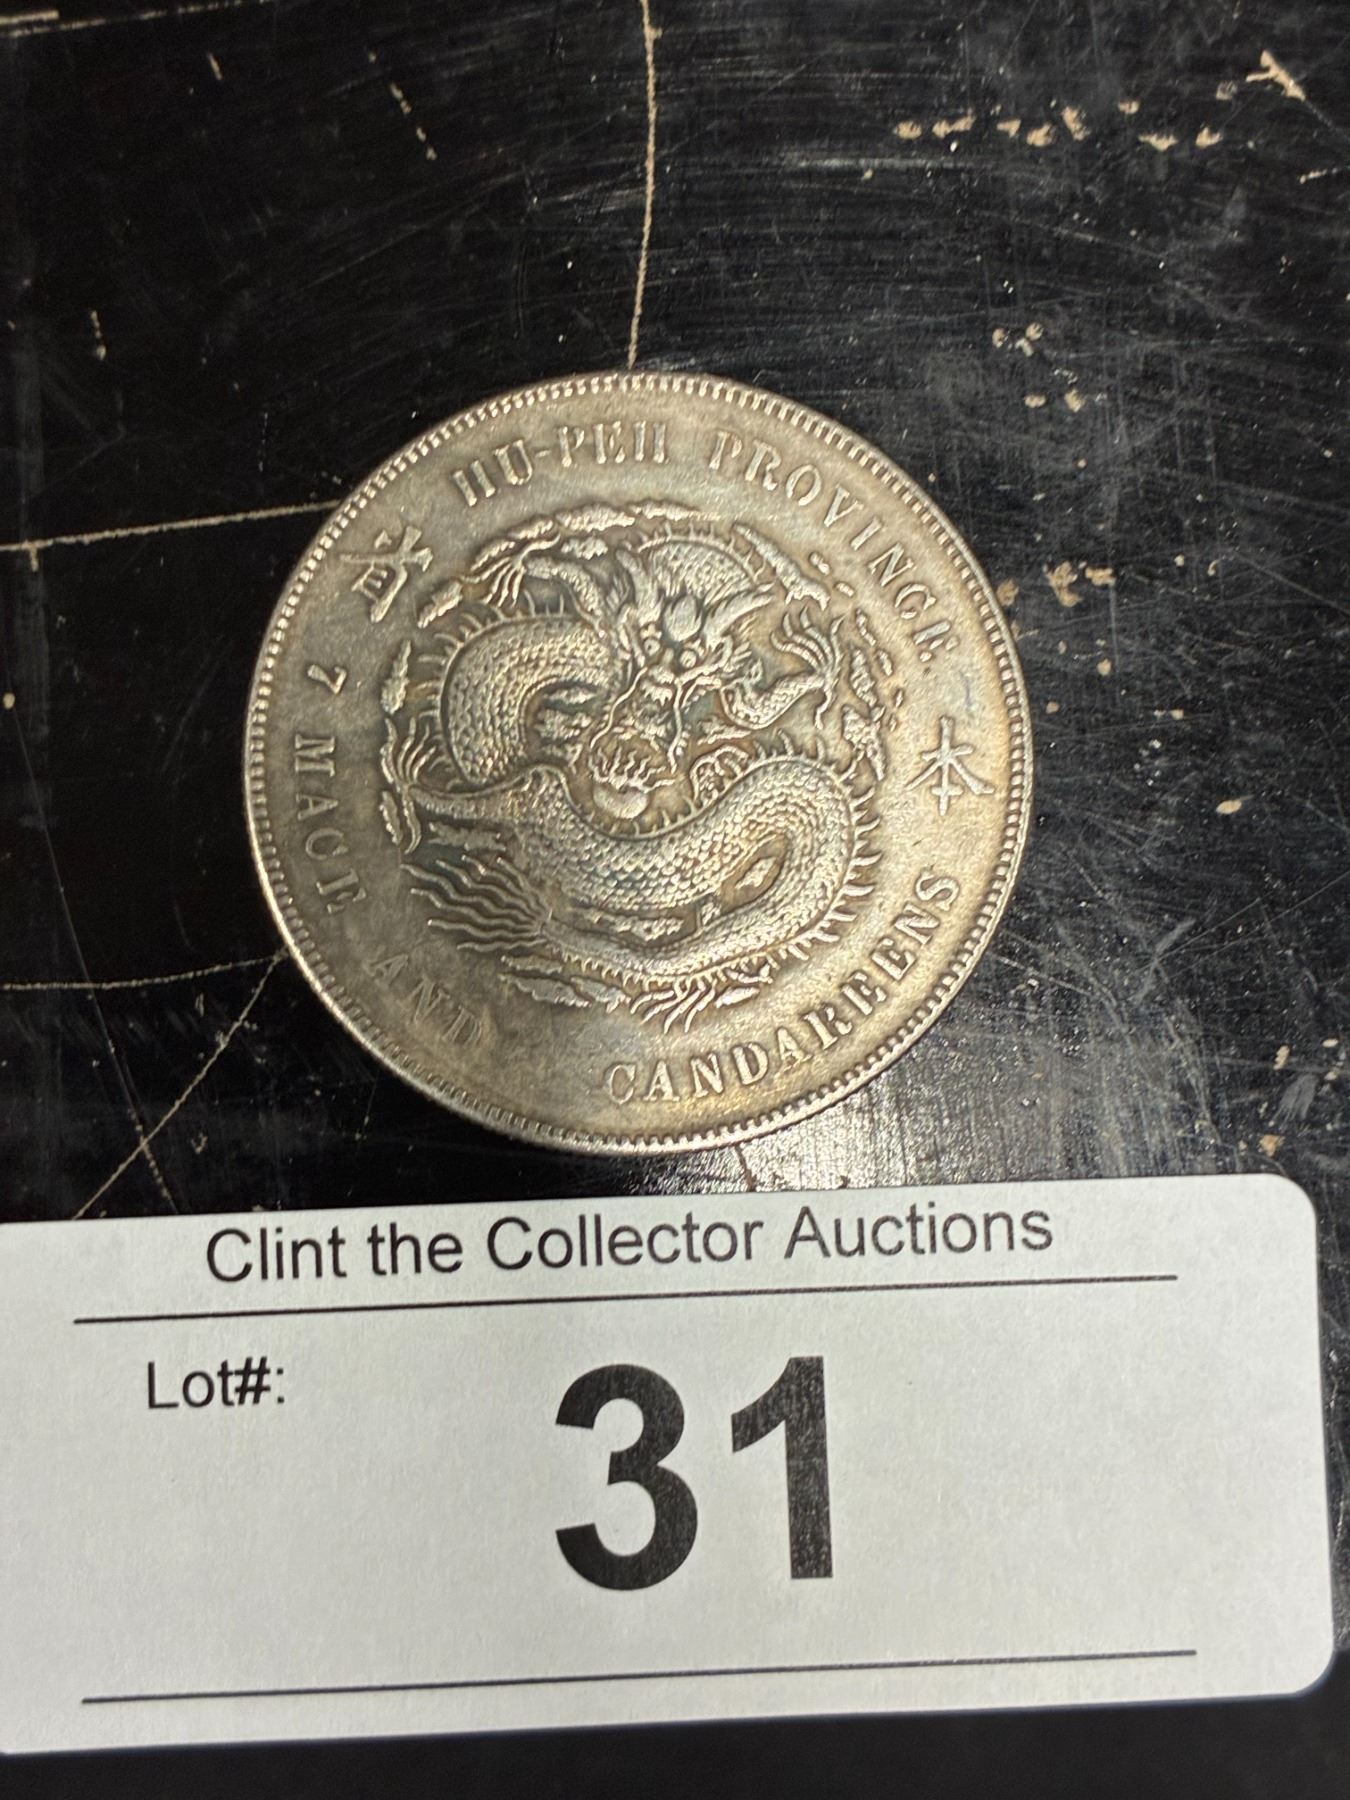 HU-PEH PROVINCE.
本
省
7 MACE AND CANDAREENS
Clint the Collector Auctions
Lot#:
31